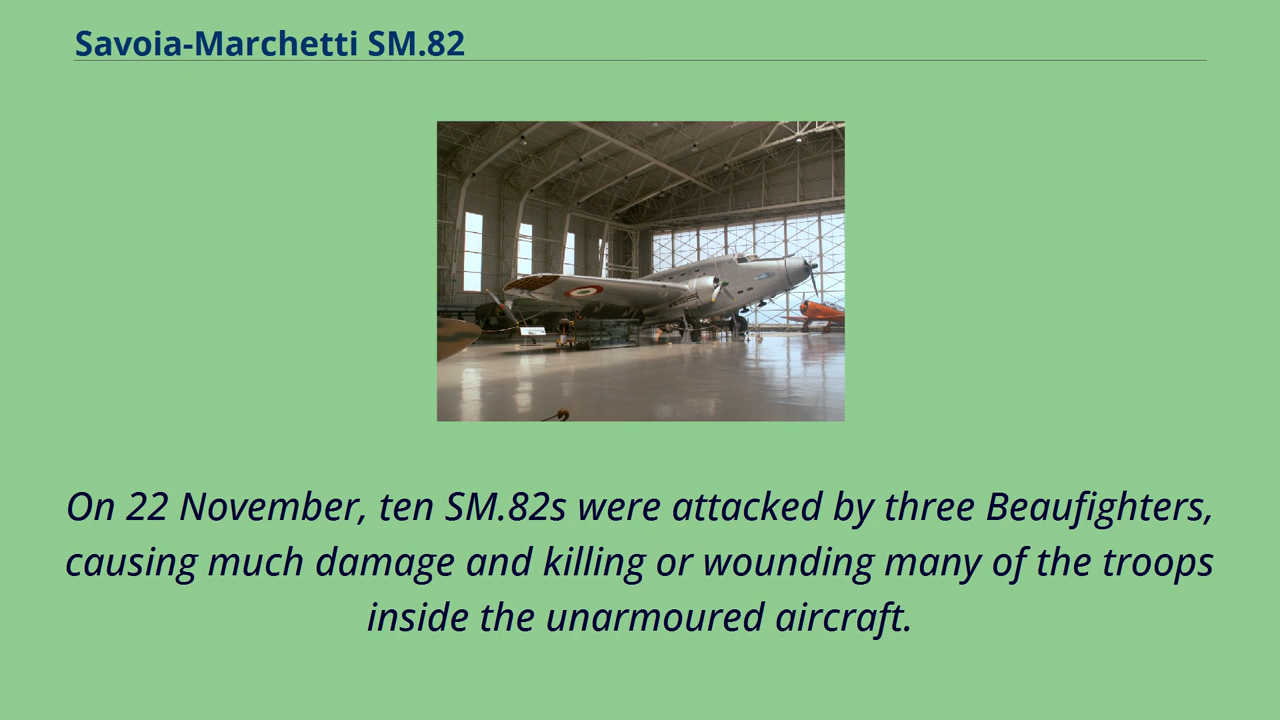 Savoia-Marchetti SM.82
On 22 November, ten SM.82s were attacked by three Beaufighters,
causing much damage and killing or wounding many of the troops
inside the unarmoured aircraft.